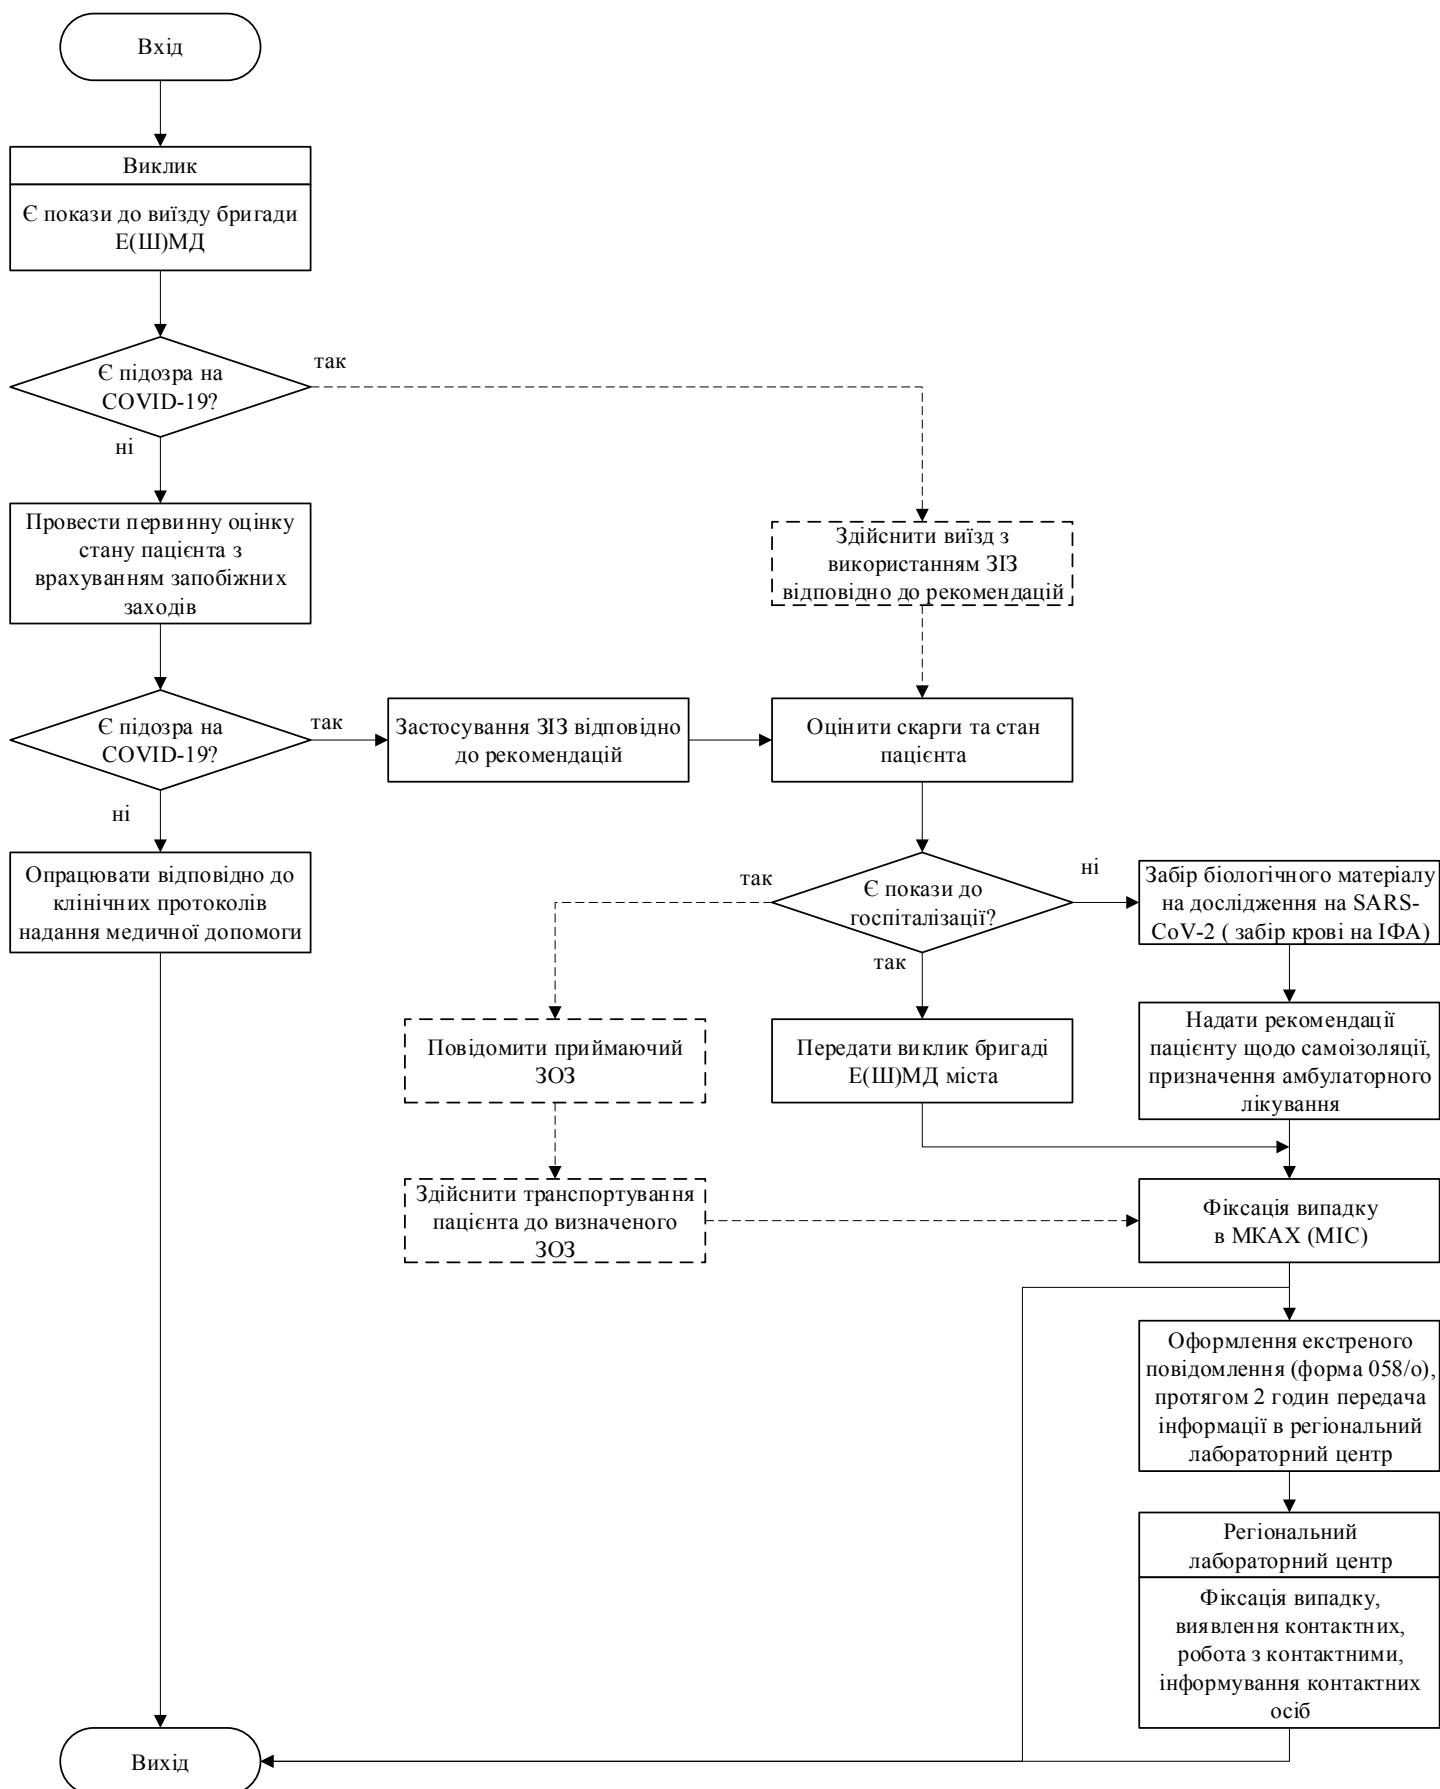 Вхід
Виклик
Є покази до виїзду бригади
Е(Ш)МД
Є підозра на
COVID-19?
так
ні
Провести первинну оцінку
стану пацієнта з
врахуванням запобіжних
заходів
Здійснити виїзд з
використанням ЗІЗ
відповідно до рекомендацій
Є підозра на
COVID-19?
так
ні
Застосування ЗІЗ відповідно
до рекомендацій
Оцінити скарги та стан
пацієнта
Опрацювати відповідно до
клінічних протоколів
надання медичної допомоги
Є покази до
госпіталізації?
так
ні
так
Забір біологічного матеріалу
на дослідження на SARS-
CoV-2 ( забір крові на ІФА)
Повідомити приймаючий
ЗОЗ
Передати виклик бригаді
Е(Ш)МД міста
Надати рекомендації
пацієнту щодо самоізоляції,
призначення амбулаторного
лікування
Здійснити транспортування
пацієнта до визначеного
ЗОЗ
Фіксація випадку
в МКАХ (МІС)
Оформлення екстреного
повідомлення (форма 058/о),
протягом 2 годин передача
інформації в регіональний
лабораторний центр
Регіональний
лабораторний центр
Фіксація випадку,
виявлення контактних,
робота з контактними,
інформування контактних
осіб
Вихід